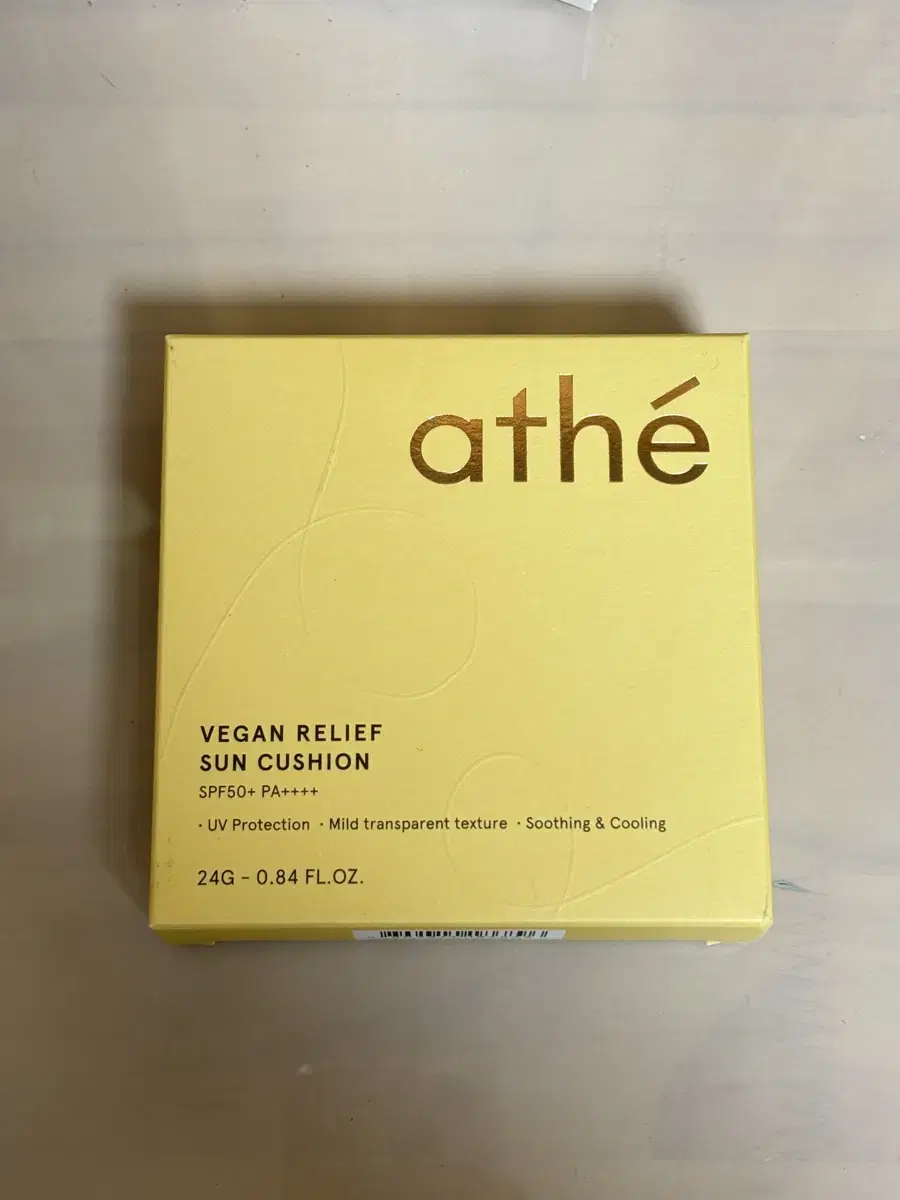 athé
VEGAN RELIEF
SUN CUSHION
SPF50+ PA++++
· UV Protection · Mild transparent texture · Soothing & Cooling
24G – 0.84 FL.OZ.